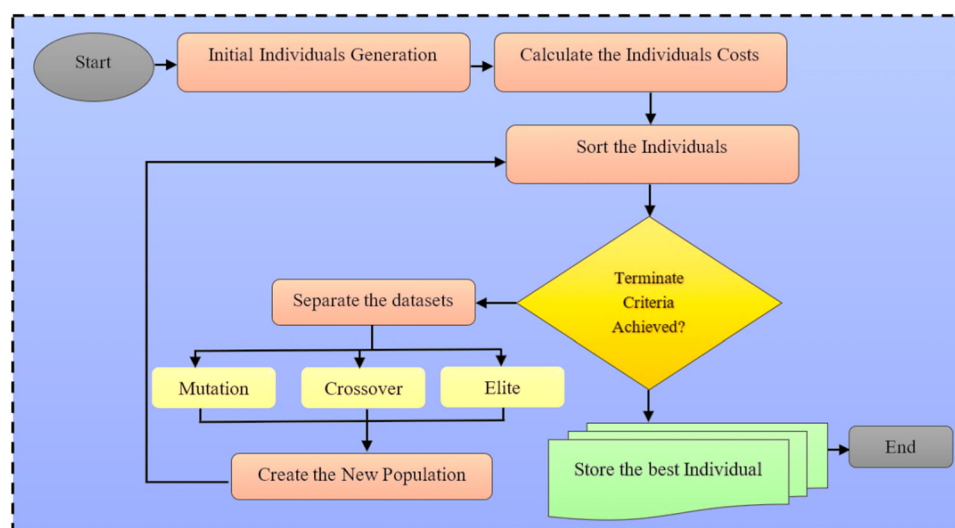 Start
Initial Individuals Generation
Calculate the Individuals Costs
Sort the Individuals
Terminate
Criteria
Achieved?
Separate the datasets
Mutation
Crossover
Elite
Create the New Population
Store the best Individual
End